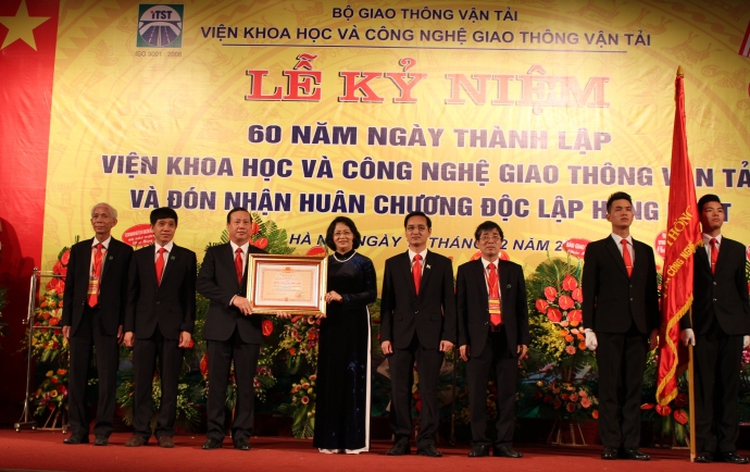 ITST
ISO 9001 - 2008
BỘ GIAO THÔNG VẬN TẢI
VIỆN KHOA HỌC VÀ CÔNG NGHỆ GIAO THÔNG VẬN TẢI
LỄ KỶ NIỆM
60 NĂM NGÀY THÀNH LẬP
VIỆN KHOA HỌC VÀ CÔNG NGHỆ GIAO THÔNG VẬN TẢ
VÀ ĐÓN NHẬN HUÂN CHƯƠNG ĐỘC LẬP HẠNG T
HÀ NGÀY THÁNG 2 NĂM 2